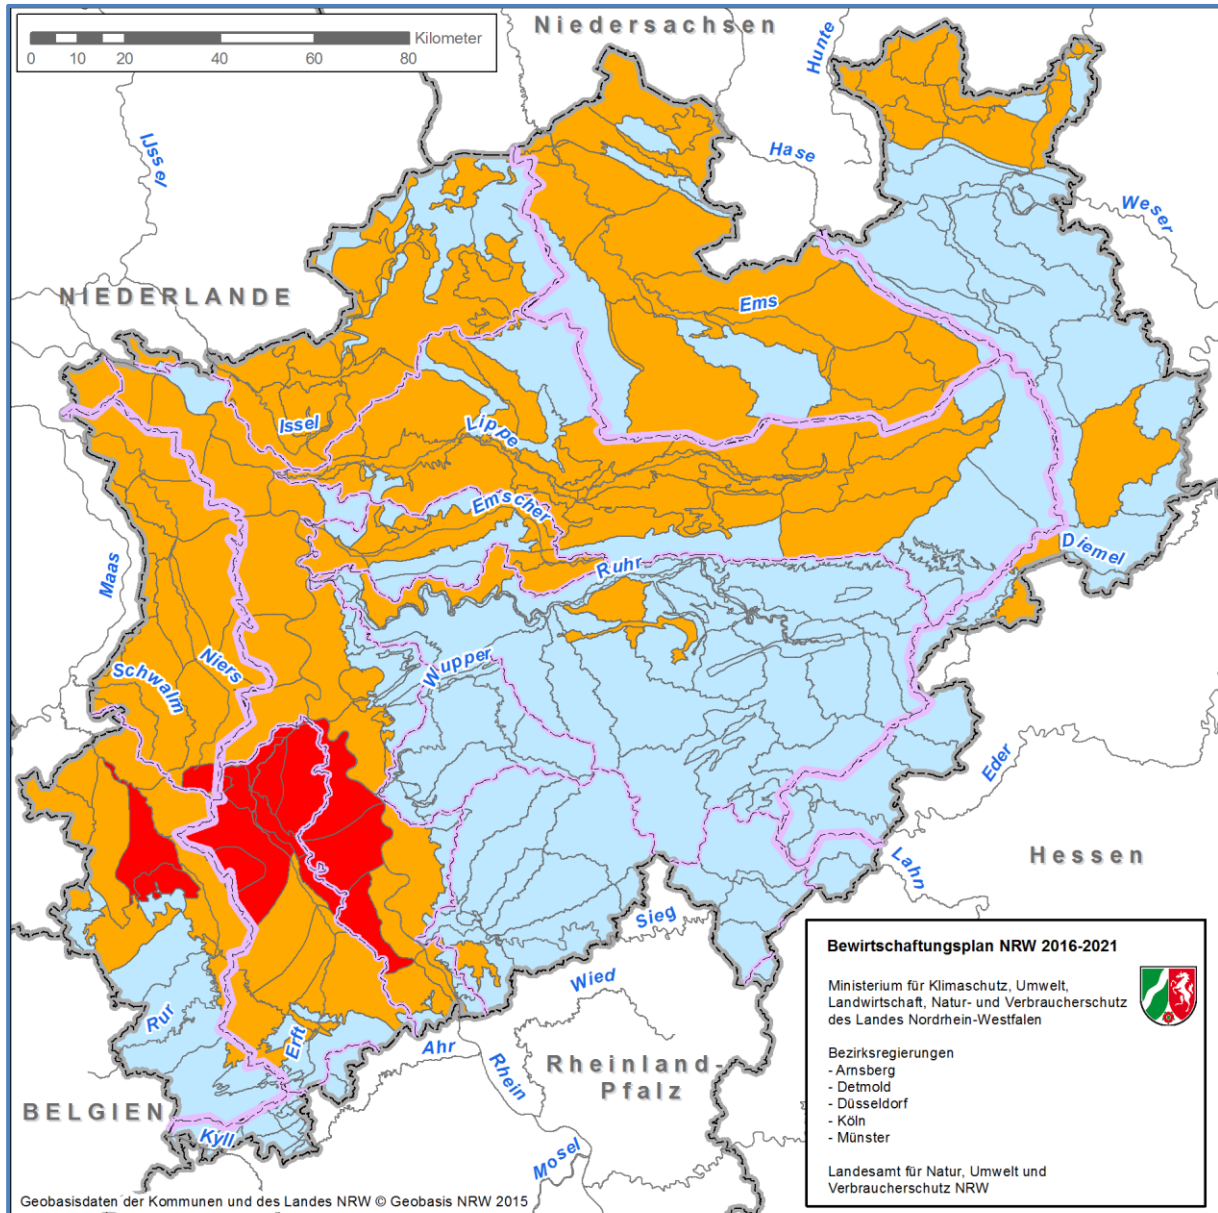 Niedersachsen
Kilometer
0 10 20 40 60 80
Hunte
IJssel
Hase
Weser
NIEDERLANDE
Ems
Issel
Lippe
Emscher
Diemel
Ruhr
Maas
Wupper
Niers
Schwalm
Eder
Hessen
Lahn
Sieg
Wied
Rur
Erft
Ahr
Rhein
Rheinland-
Pfalz
BELGIEN
Kyll
Mosel
Bewirtschaftungsplan NRW 2016-2021
Ministerium für Klimaschutz, Umwelt,
Landwirtschaft, Natur- und Verbraucherschutz
des Landes Nordrhein-Westfalen
Bezirksregierungen
- Arnsberg
- Detmold
- Düsseldorf
- Köln
- Münster
Landesamt für Natur, Umwelt und
Verbraucherschutz NRW
Geobasisdaten der Kommunen und des Landes NRW © Geobasis NRW 2015